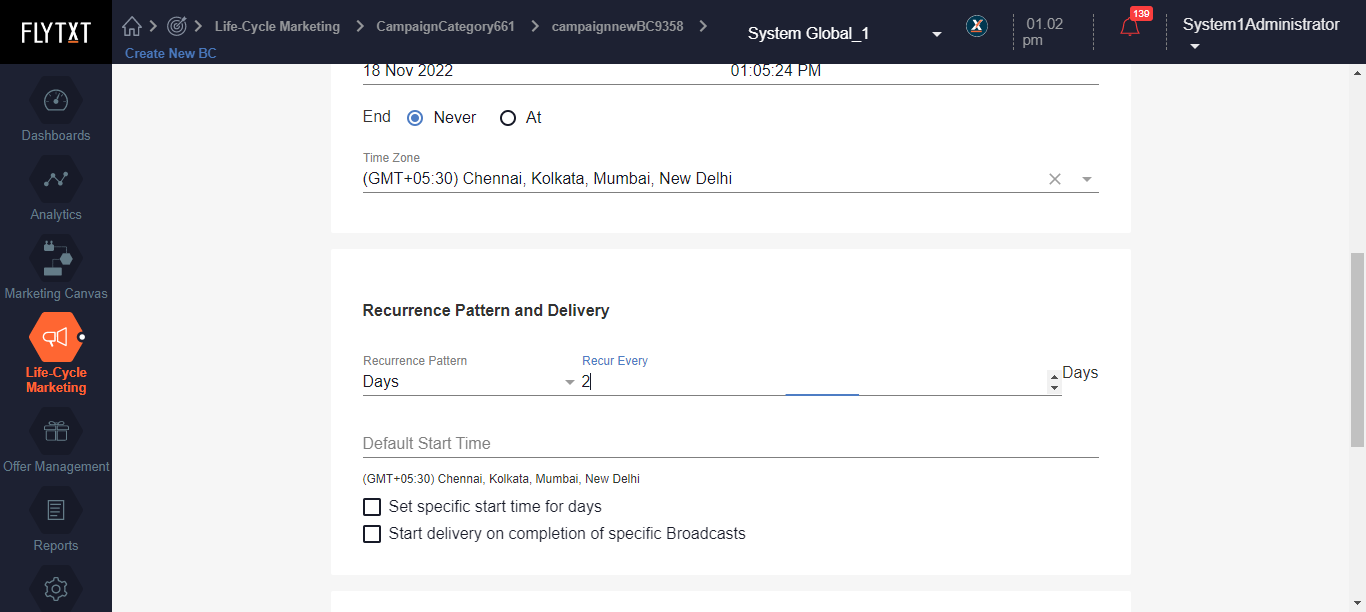 FLYTXT
Life-Cycle Marketing
CampaignCategory661
campaignnewBC9358
Create New BC
System Global_1
X
01.02
pm
139
System1Administrator
Dashboards
Analytics
Marketing Canvas
Life-Cycle
Marketing
Offer Management
Reports
18 Nov 2022
01:05:24 PM
End
Never
At
Time Zone
(GMT+05:30) Chennai, Kolkata, Mumbai, New Delhi
Recurrence Pattern and Delivery
Recurrence Pattern
Recur Every
Days
2
Days
Default Start Time
(GMT+05:30) Chennai, Kolkata, Mumbai, New Delhi
Set specific start time for days
Start delivery on completion of specific Broadcasts